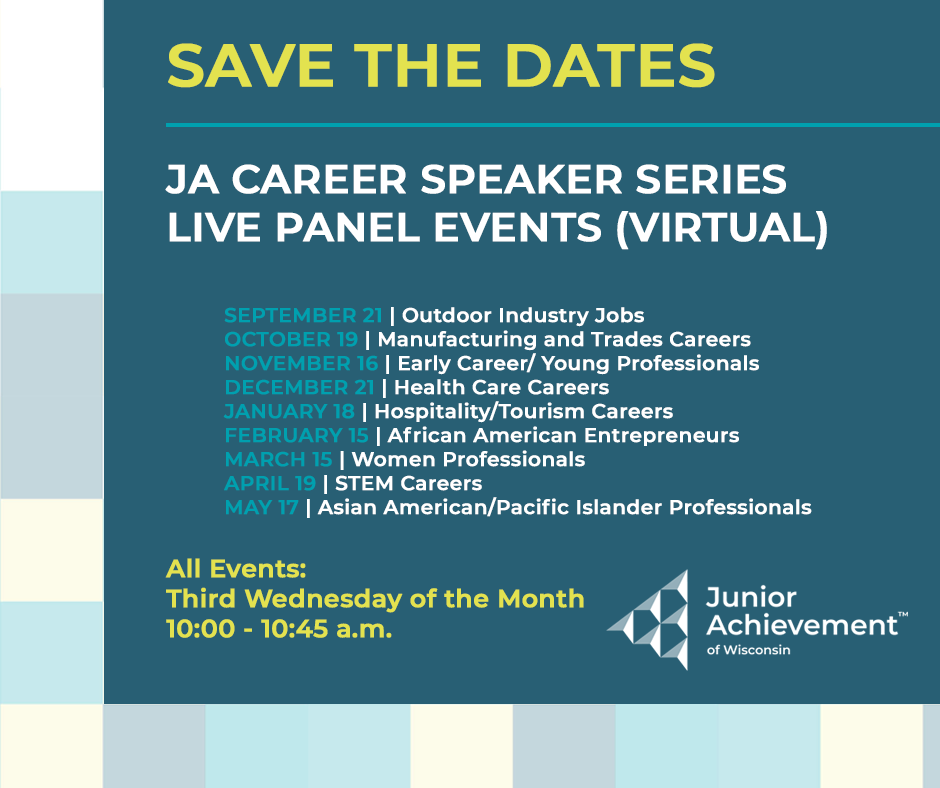 SAVE THE DATES
JA CAREER SPEAKER SERIES
LIVE PANEL EVENTS (VIRTUAL)
SEPTEMBER 21 | Outdoor Industry Jobs
OCTOBER 19 | Manufacturing and Trades Careers
NOVEMBER 16 | Early Career/ Young Professionals
DECEMBER 21 | Health Care Careers
JANUARY 18 | Hospitality/Tourism Careers
FEBRUARY 15 | African American Entrepreneurs
MARCH 15 | Women Professionals
APRIL 19 | STEM Careers
MAY 17 | Asian American/Pacific Islander Professionals
All Events:
Third Wednesday of the Month
10:00 - 10:45 a.m.
Junior
Achievement™
of Wisconsin